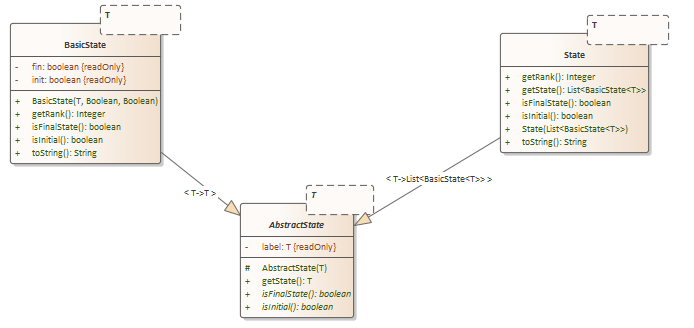 T
BasicState
- fin: boolean {readOnly}
- init: boolean {readOnly}
+ BasicState(T, Boolean, Boolean)
+ getRank(): Integer
+ isFinalState(): boolean
+ isInitial(): boolean
+ toString(): String
T
State
+ getRank(): Integer
+ getState(): List<BasicState<T>>
+ isFinalState(): boolean
+ isInitial(): boolean
+ State(List<BasicState<T>>)
+ toString(): String
< T->T >
< T->List<BasicState<T>> >
T
AbstractState
- label: T {readOnly}
# AbstractState(T)
+ getState(): T
+ isFinalState(): boolean
+ isInitial(): boolean